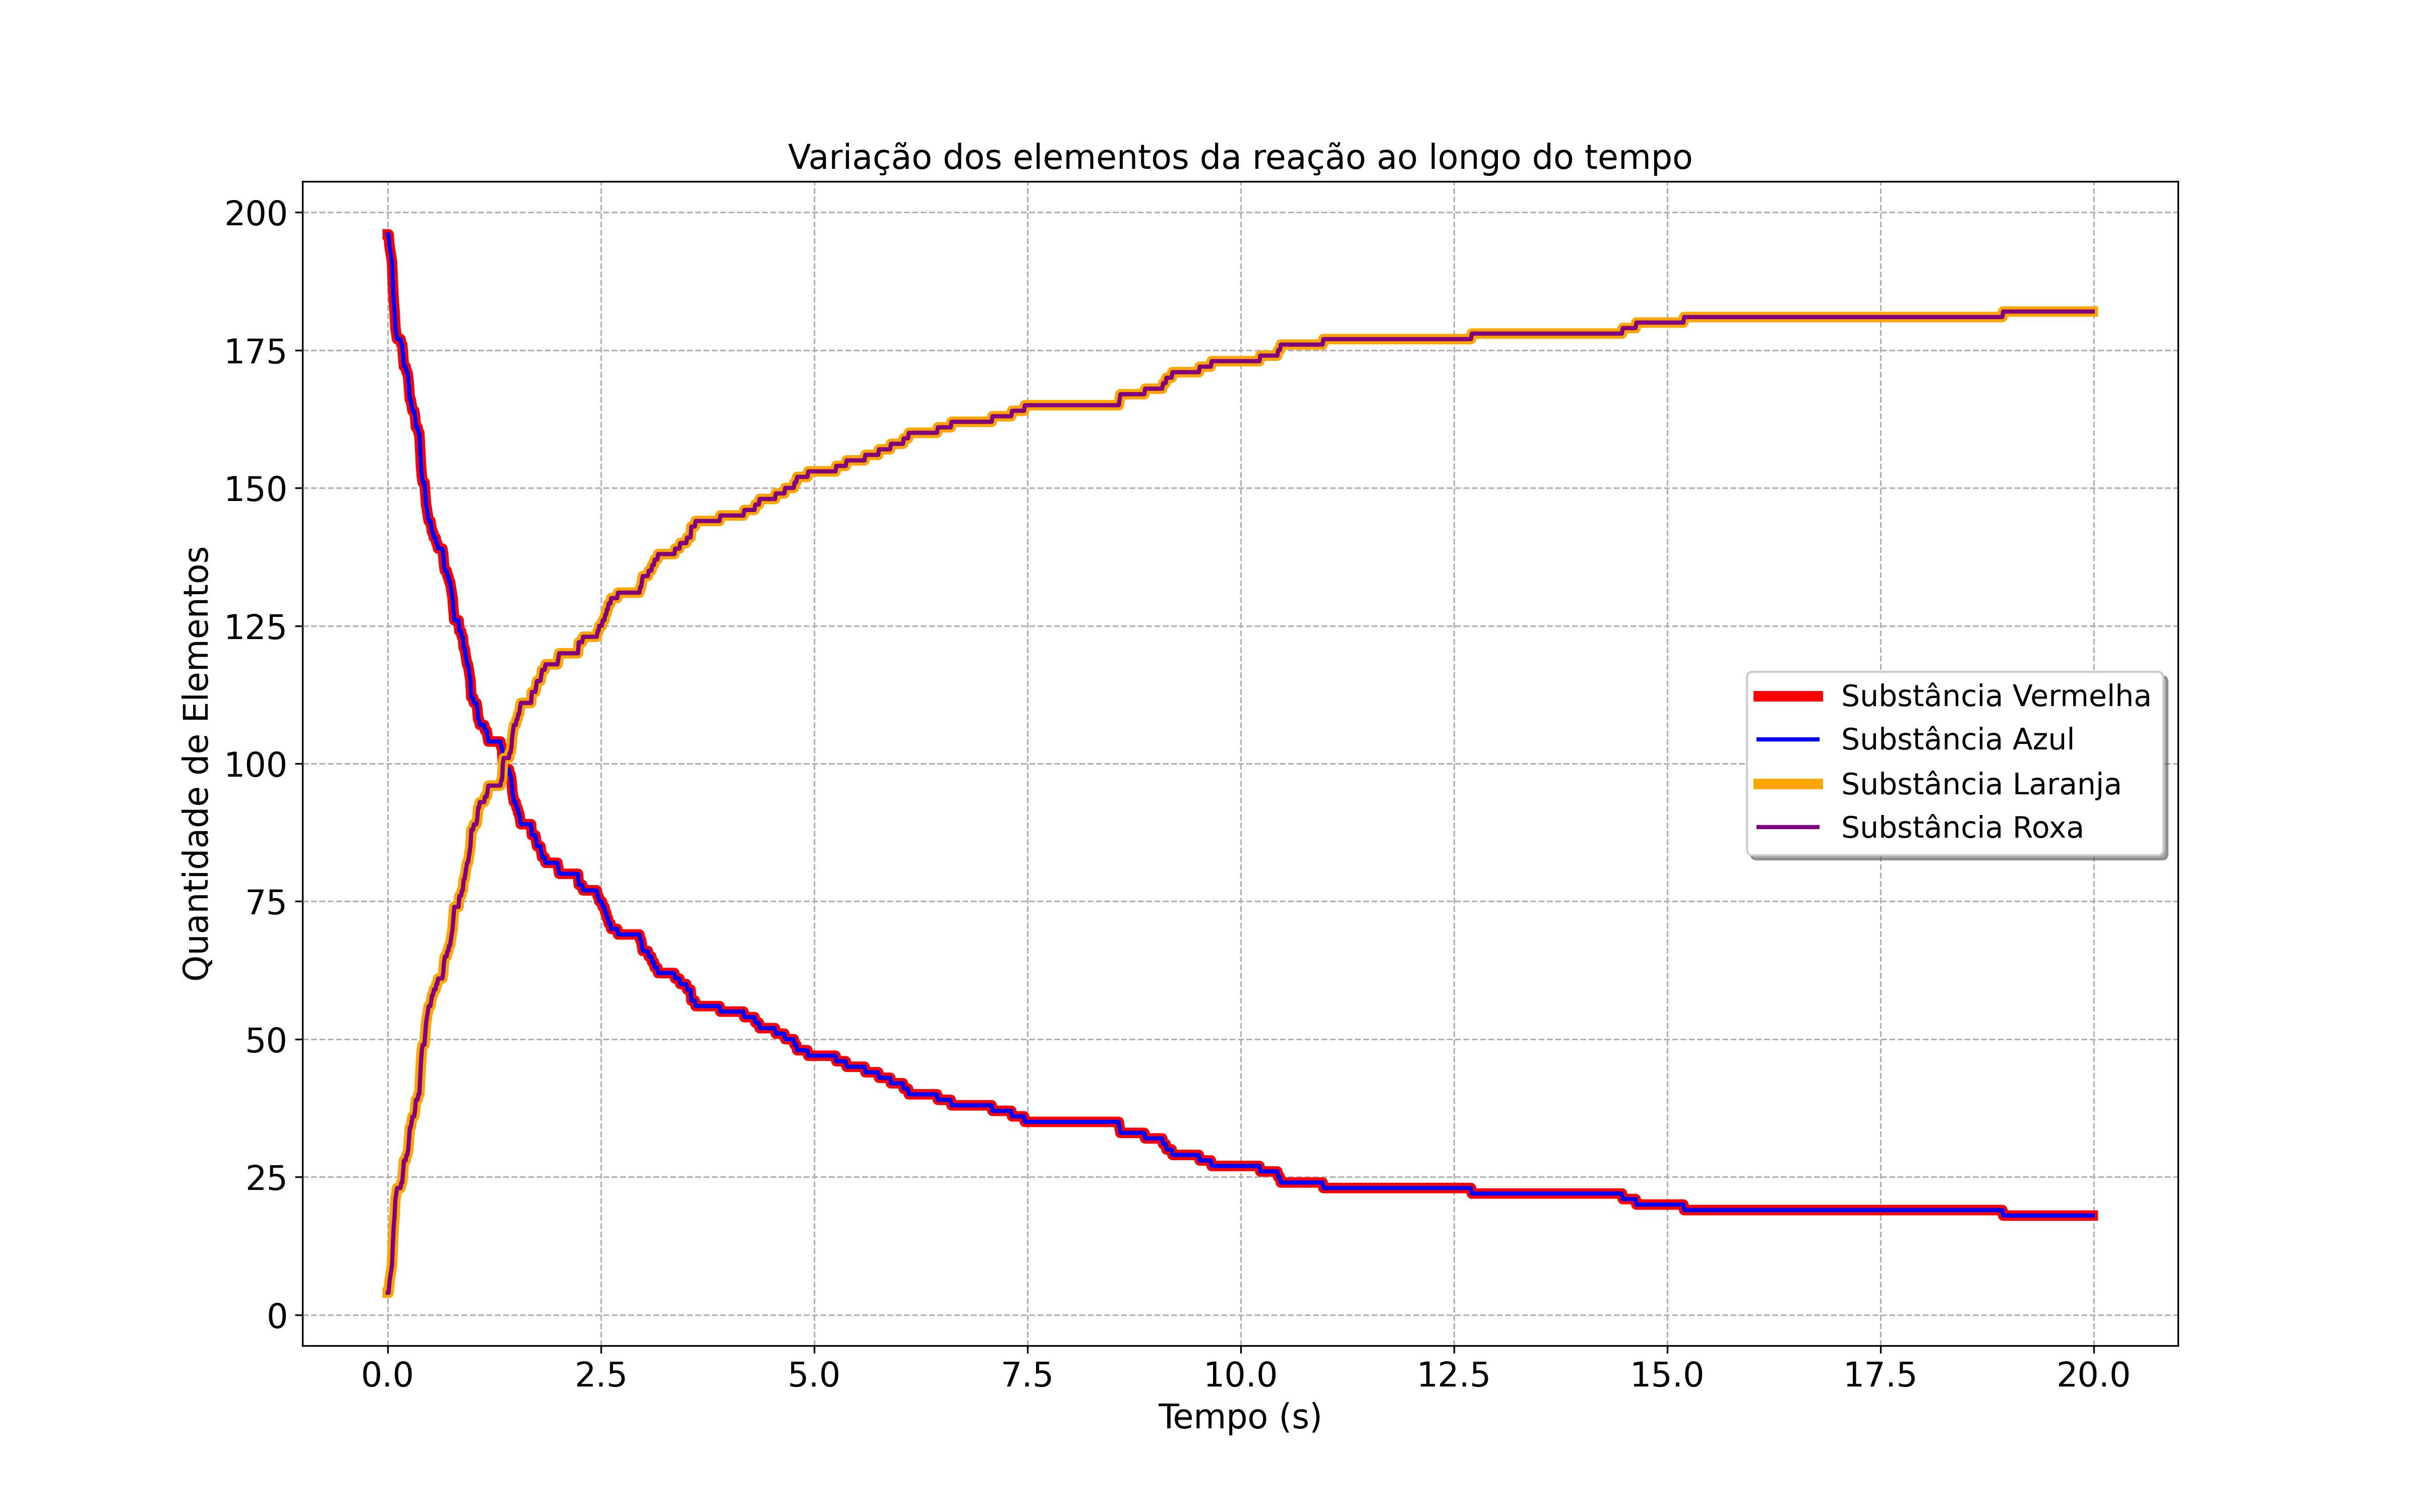 Variação dos elementos da reação ao longo do tempo
Quantidade de Elementos
200
175
150
125
100
75
50
25
0
Substância Vermelha
Substância Azul
Substância Laranja
Substância Roxa
0.0 2.5 5.0 7.5 10.0 12.5 15.0 17.5 20.0
Tempo (s)